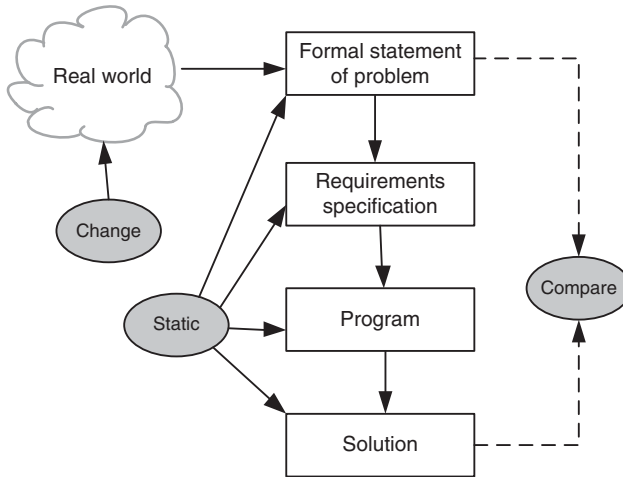 Formal statement
of problem
Real world
Requirements
specification
Change
Compare
Static
Program
Solution